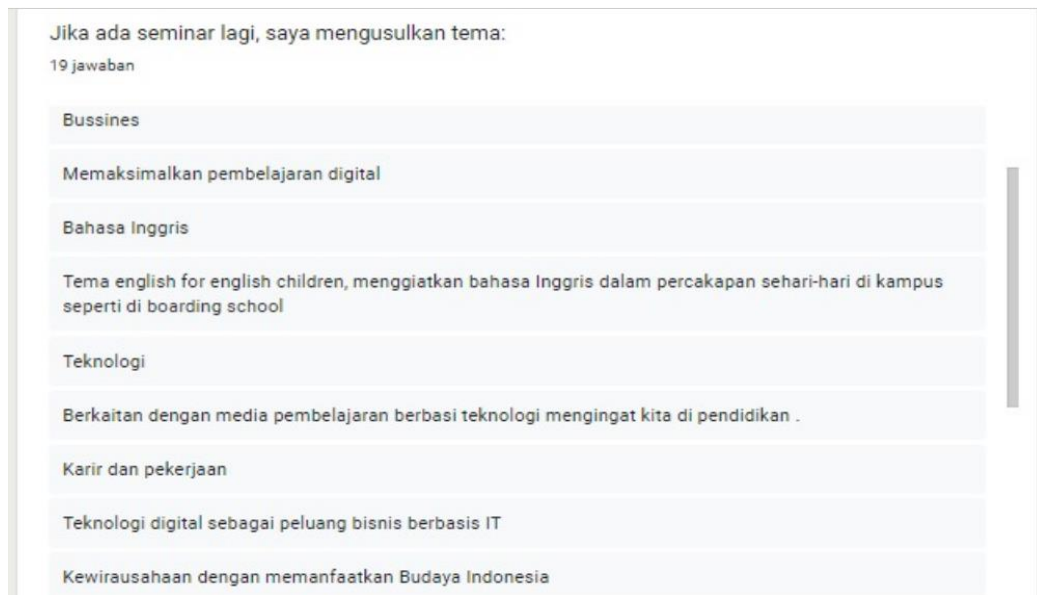 Jika ada seminar lagi, saya mengusulkan tema:
19 jawaban
Bussines
Memaksimalkan pembelajaran digital
Bahasa Inggris
Tema english for english children, menggiatkan bahasa Inggris dalam percakapan sehari-hari di kampus
seperti di boarding school
Teknologi
Berkaitan dengan media pembelajaran berbasi teknologi mengingat kita di pendidikan .
Karir dan pekerjaan
Teknologi digital sebagai peluang bisnis berbasis IT
Kewirausahaan dengan memanfaatkan Budaya Indonesia